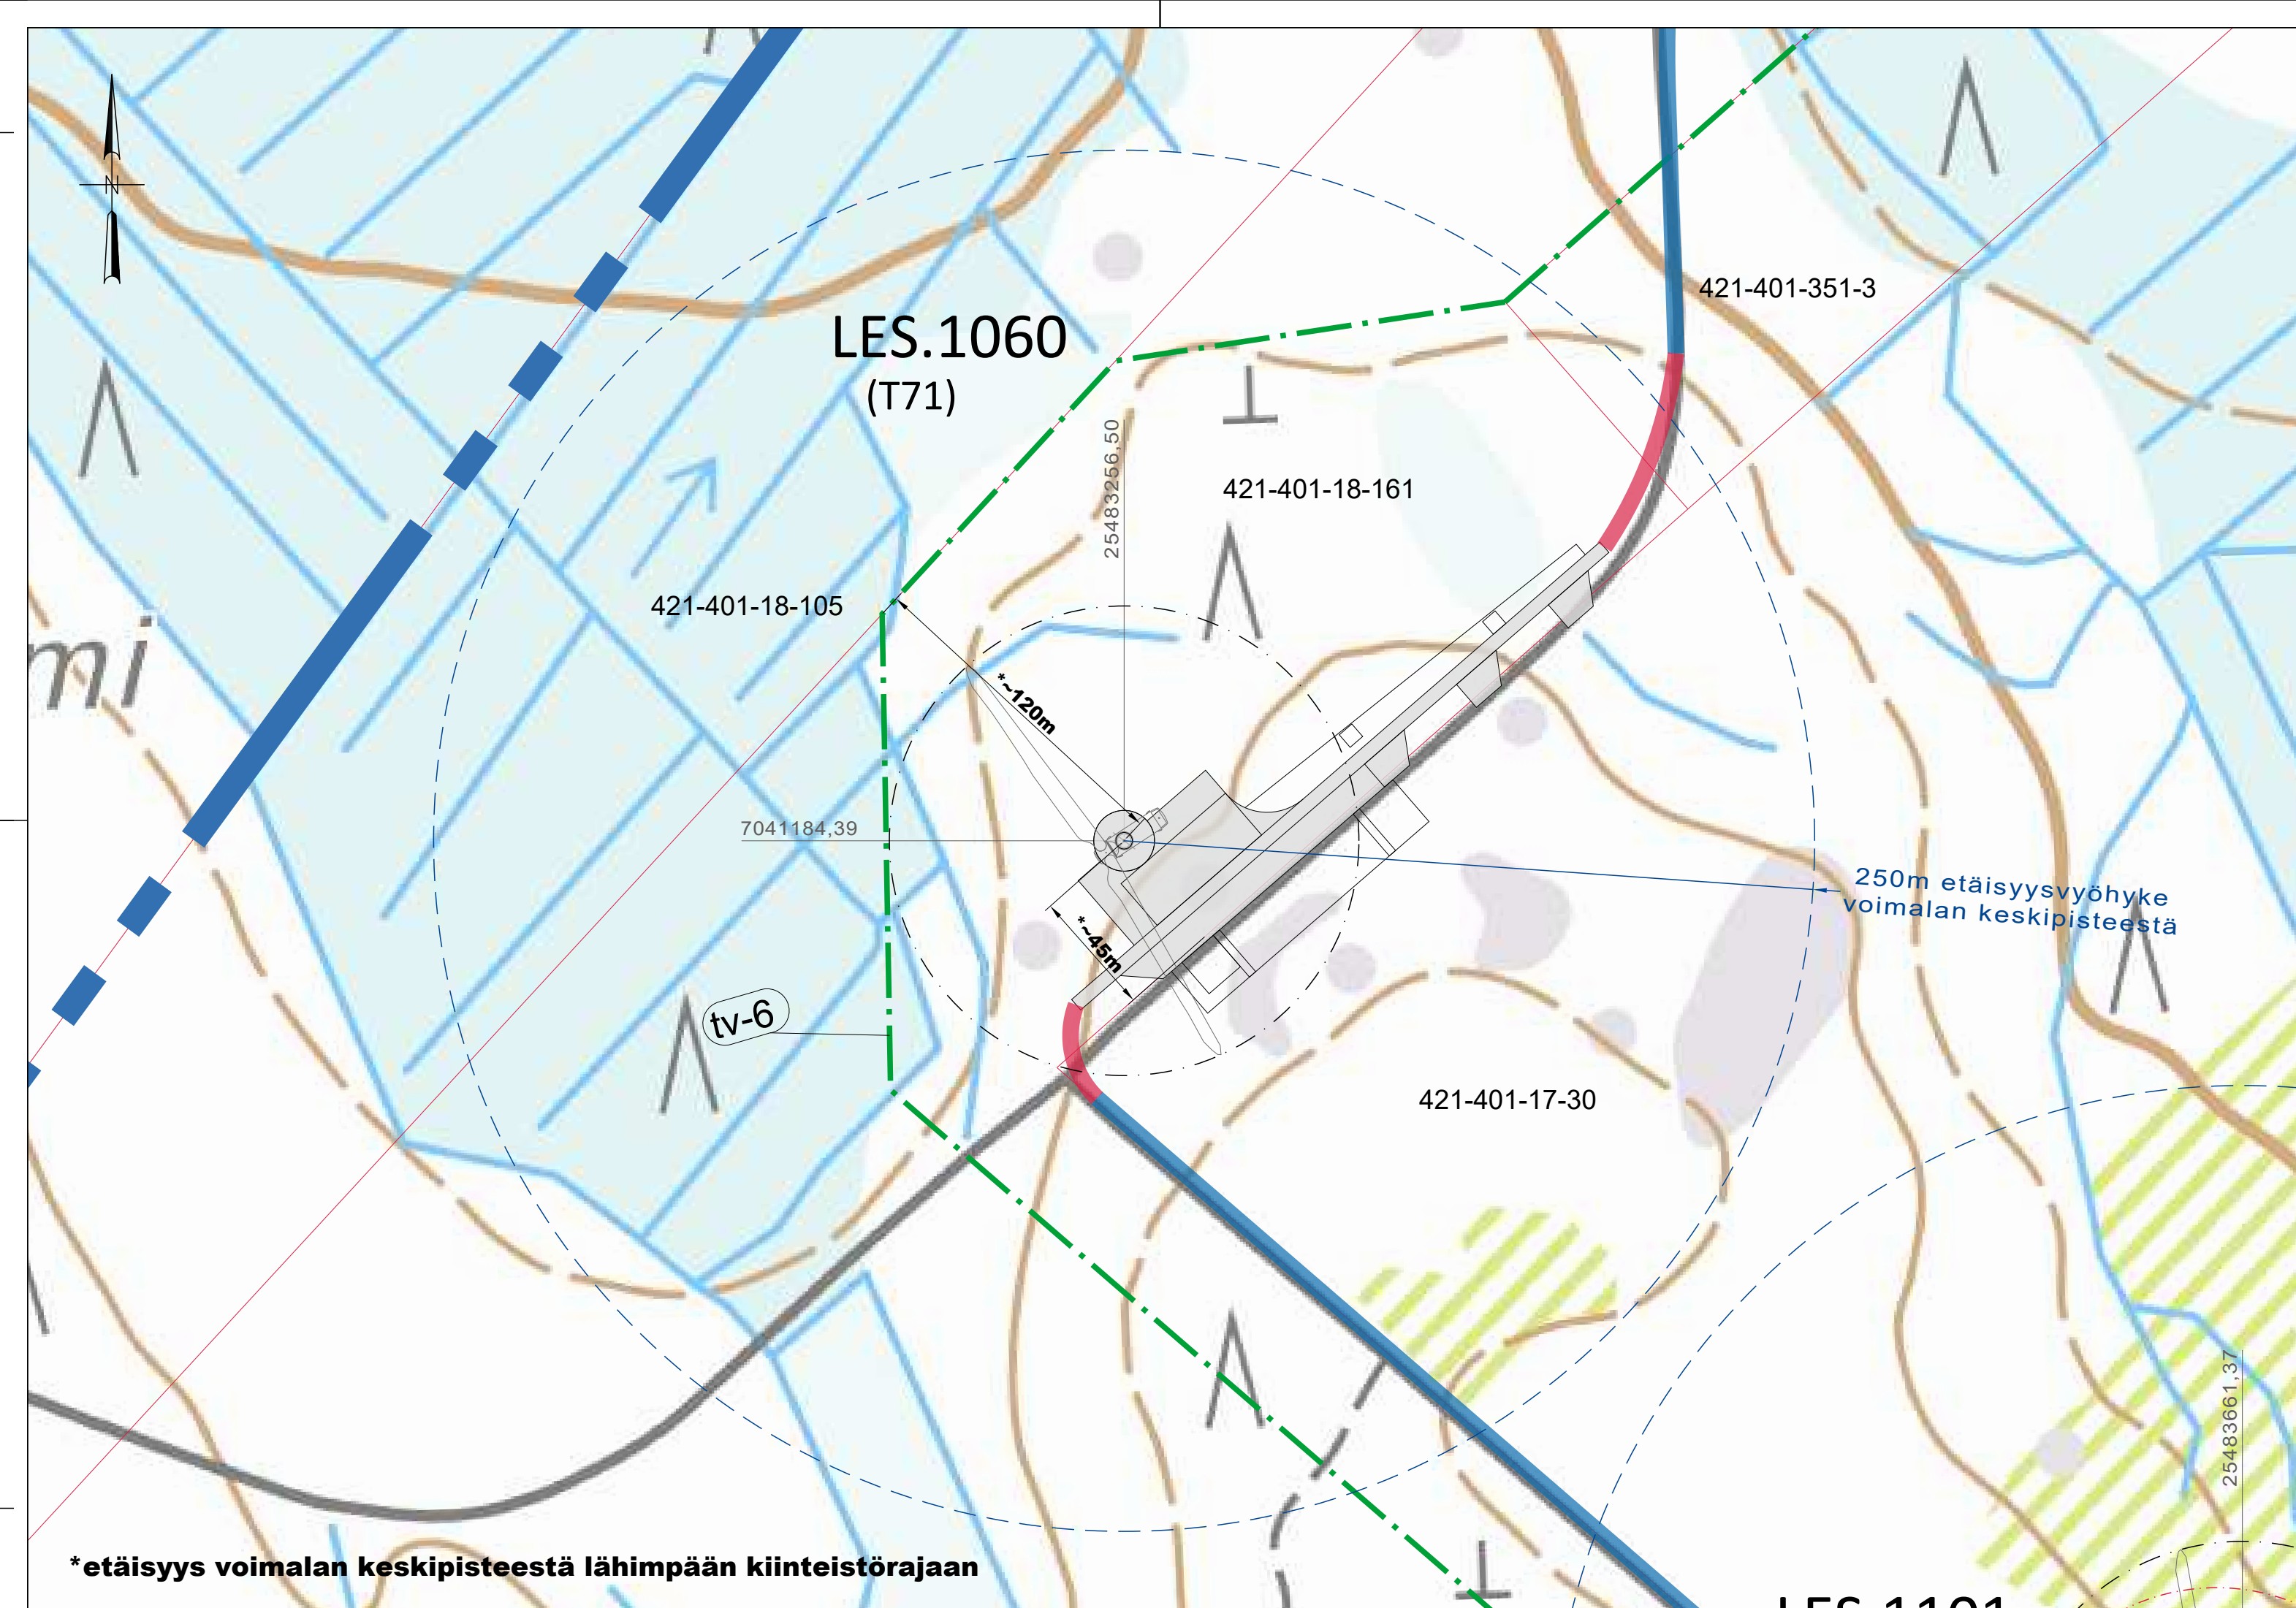 N
LES.1060
(T71)
421-401-351-3
25483256,50
421-401-18-161
421-401-18-105
mi
*~120m
7041184,39
250m etäisyysvyöhyke
voimalan keskipisteestä
*~45m
tv-6
421-401-17-30
25483661,37
*etäisyys voimalan keskipisteestä lähimpään kiinteistörajaan